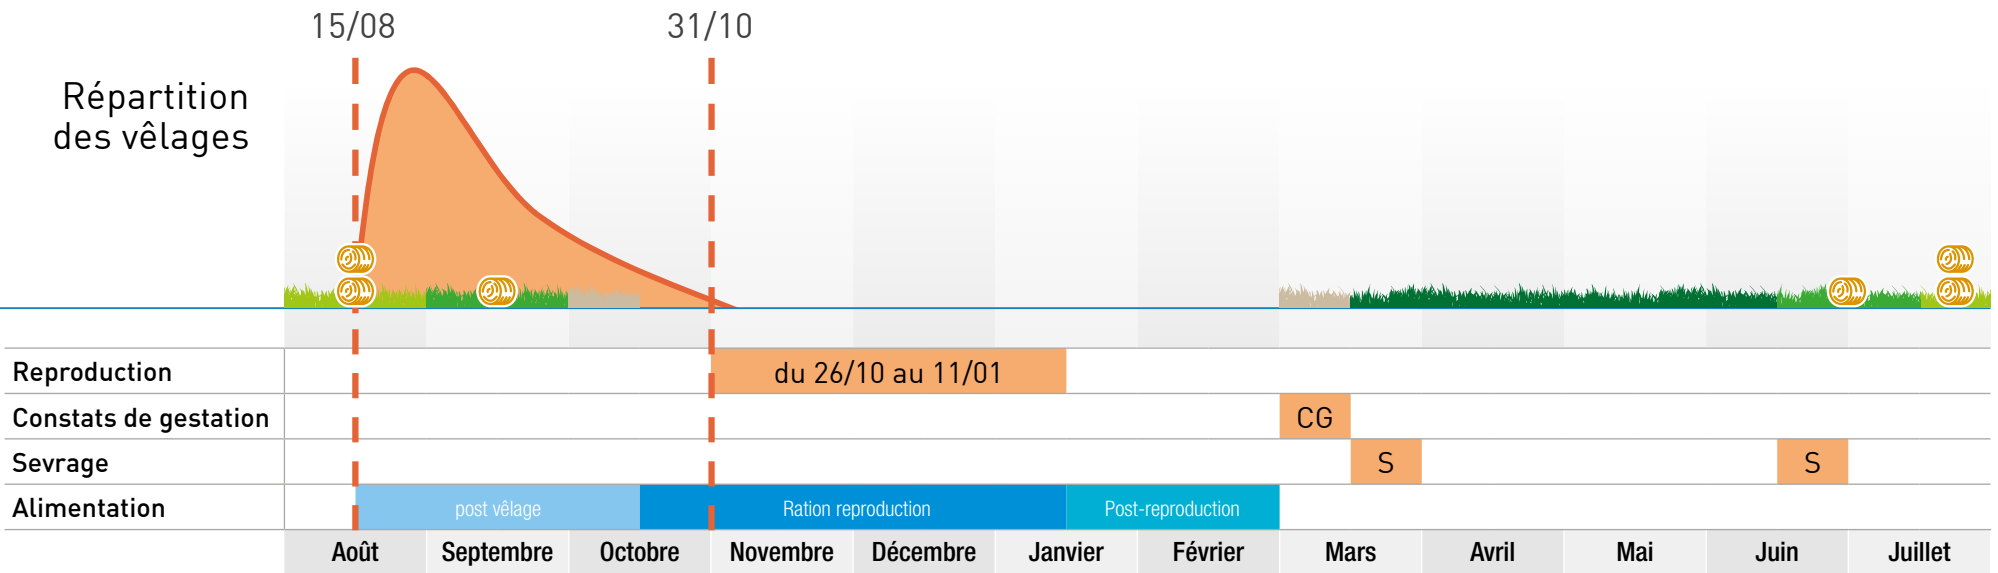 15/08
31/10
Répartition
des vêlages
Reproduction
du 26/10 au 11/01
Constats de gestation
CG
Sevrage
S
S
Alimentation
post vêlage
Ration reproduction
Post-reproduction
Août
Septembre
Octobre
Novembre
Décembre
Janvier
Février
Mars
Avril
Mai
Juin
Juillet